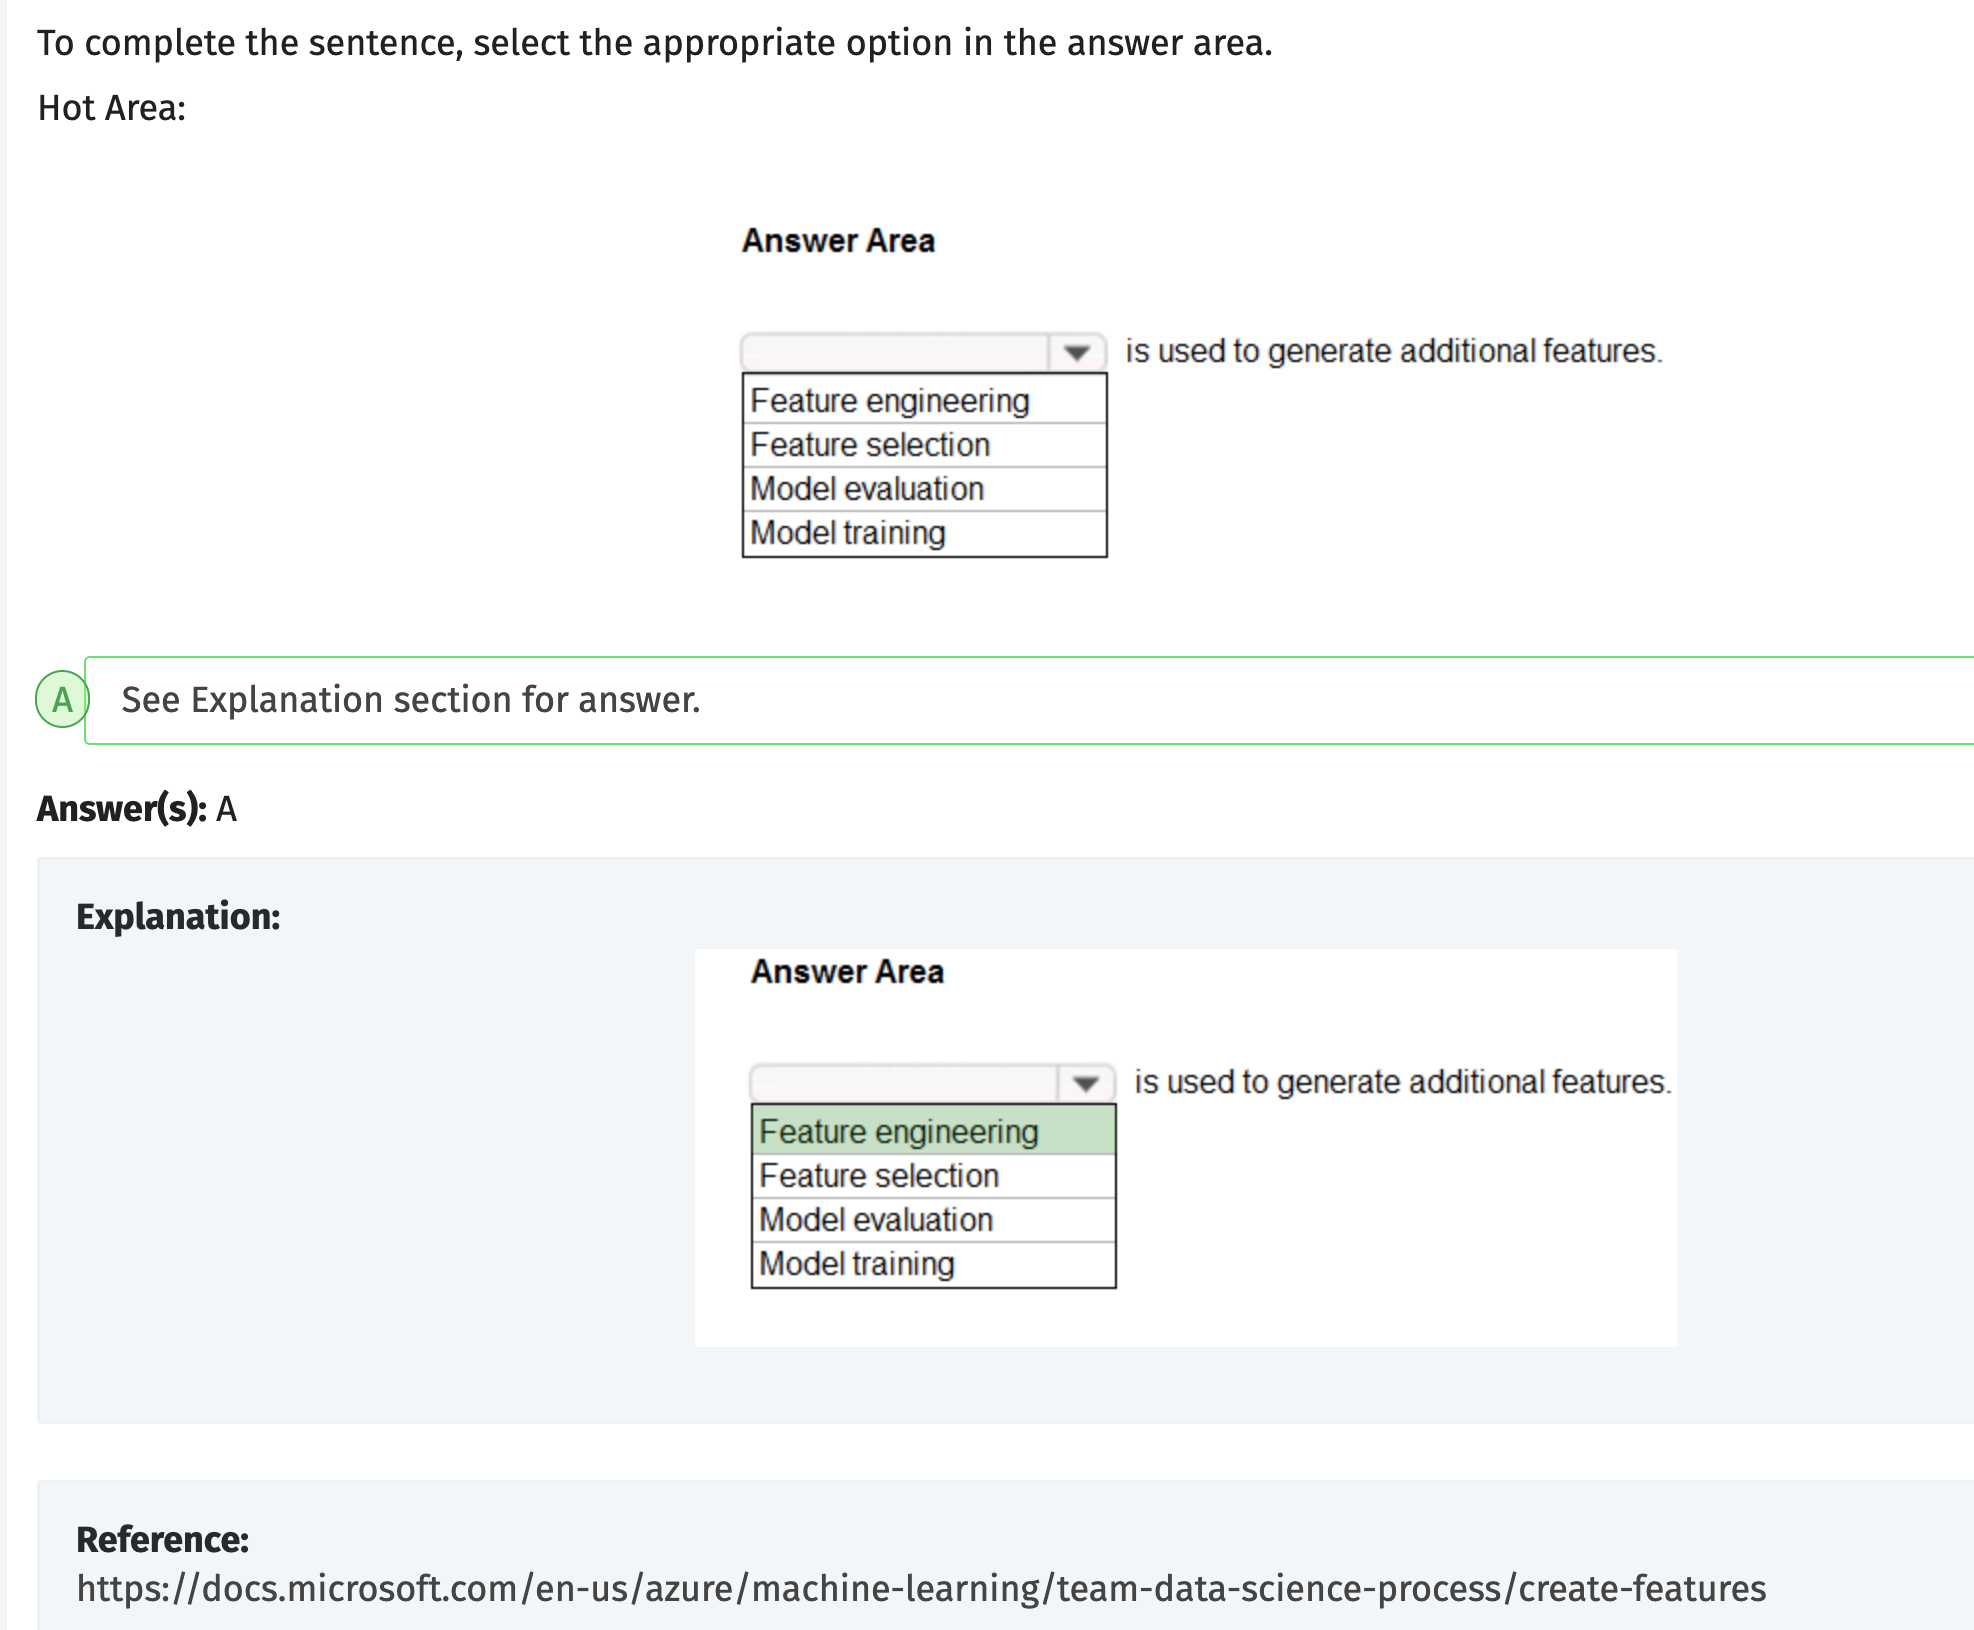 To complete the sentence, select the appropriate option in the answer area.
Hot Area:
Answer Area
is used to generate additional features.
Feature engineering
Feature selection
Model evaluation
Model training
A See Explanation section for answer.
Answer(s): A
Explanation:
Answer Area
is used to generate additional features.
Feature engineering
Feature selection
Model evaluation
Model training
Reference:
https://docs.microsoft.com/en-us/azure/machine-learning/team-data-science-process/create-features